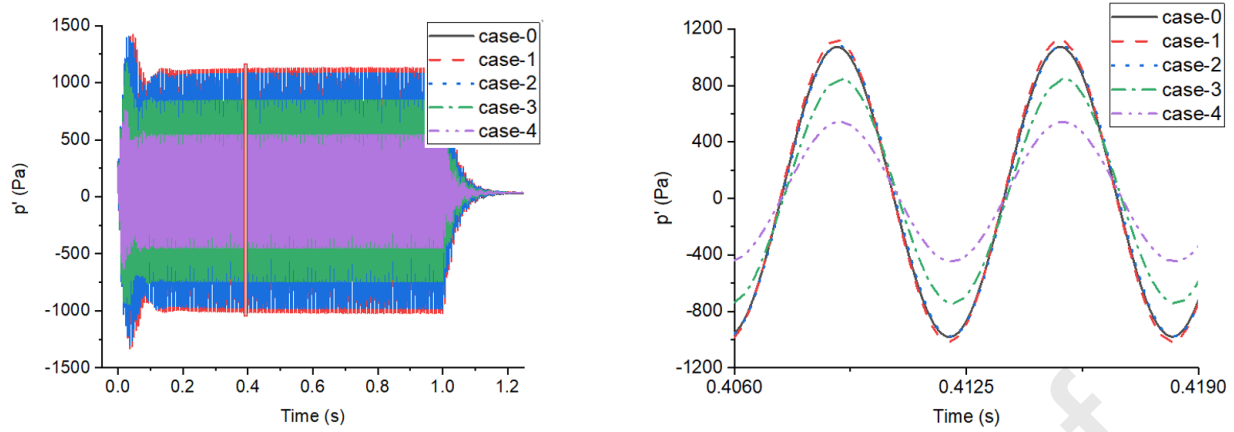 1500
1000
500
0
-500
-1000
-1500
p' (Pa)
0.0
0.2
0.4
0.6
0.8
1.0
1.2
Time (s)
case-0
case-1
case-2
case-3
case-4
1200
800
400
0
-400
-800
-1200
p' (Pa)
0.4060
0.4125
0.4190
Time (s)
case-0
case-1
case-2
case-3
case-4
f